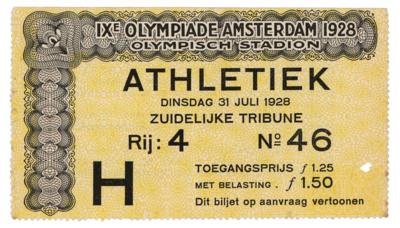 IXE OLYMPIADE AMSTERDAM 1928
OLYMPISCH STADION
ATHLETIEK
DINSDAG 31 JULI 1928
ZUIDELIJKE TRIBUNE
Rij: 4 No 46
H
TOEGANGSPRIJS ƒ 1.25
MET BELASTING . ƒ 1.50
Dit biljet op aanvraag vertoonen